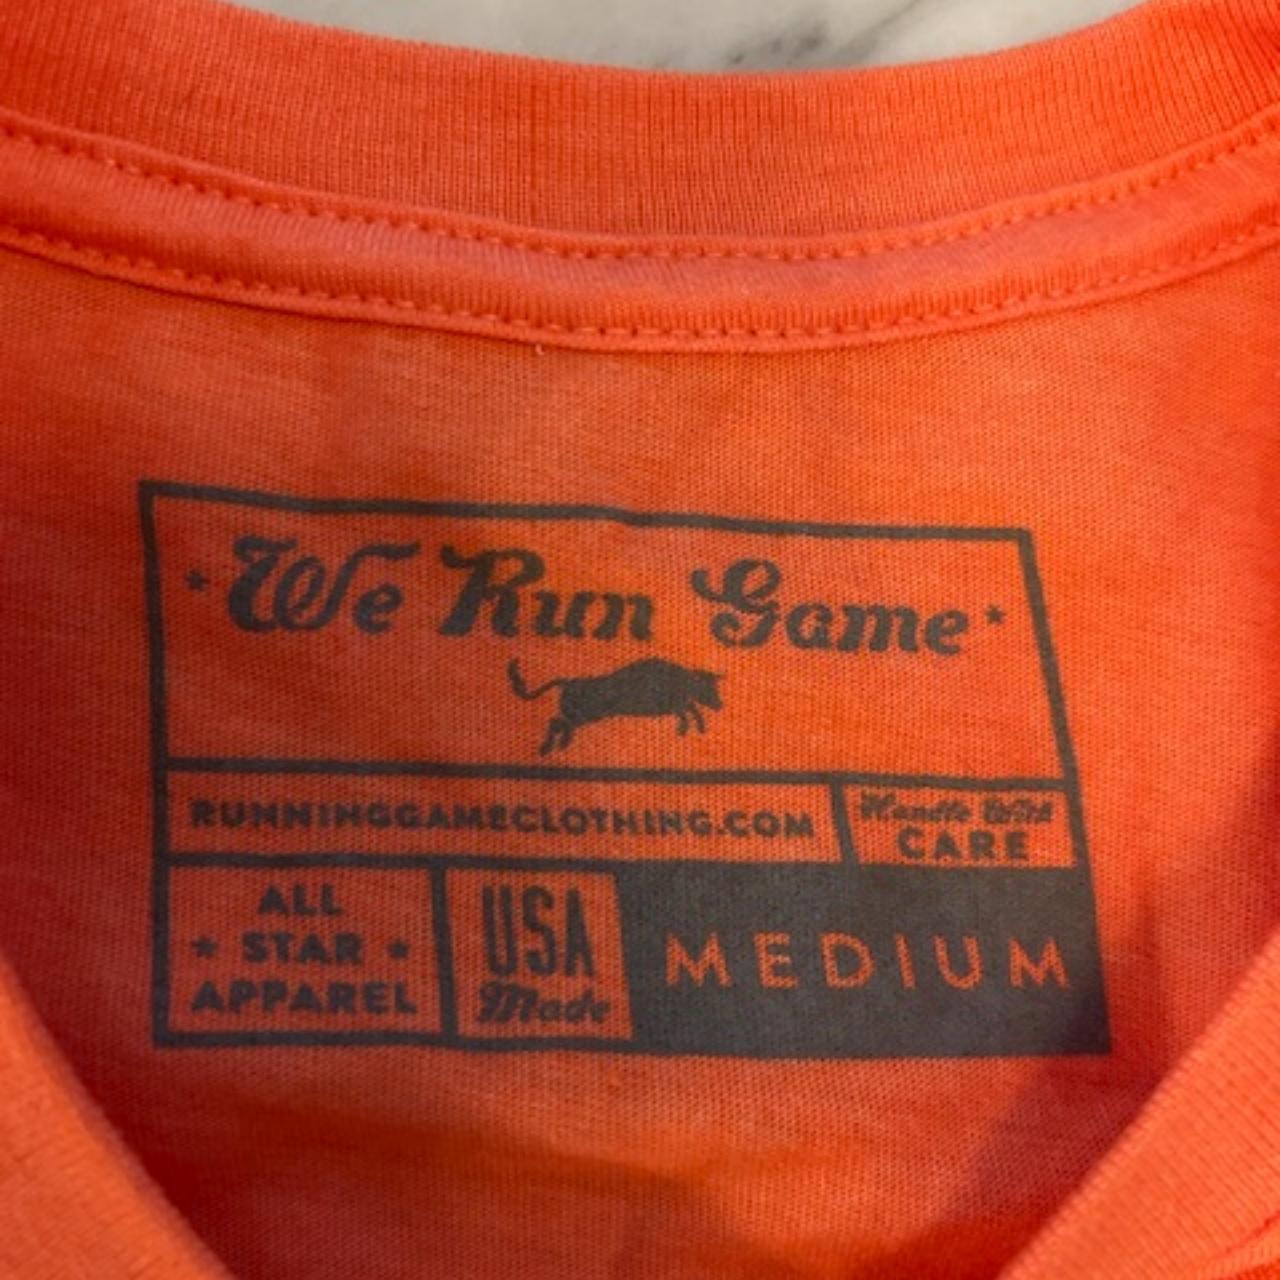 We Run Game
RUNNINGGAMECLOTHING.COM
Handle With
CARE
ALL
STAR
APPAREL
USA
Made
MEDIUM